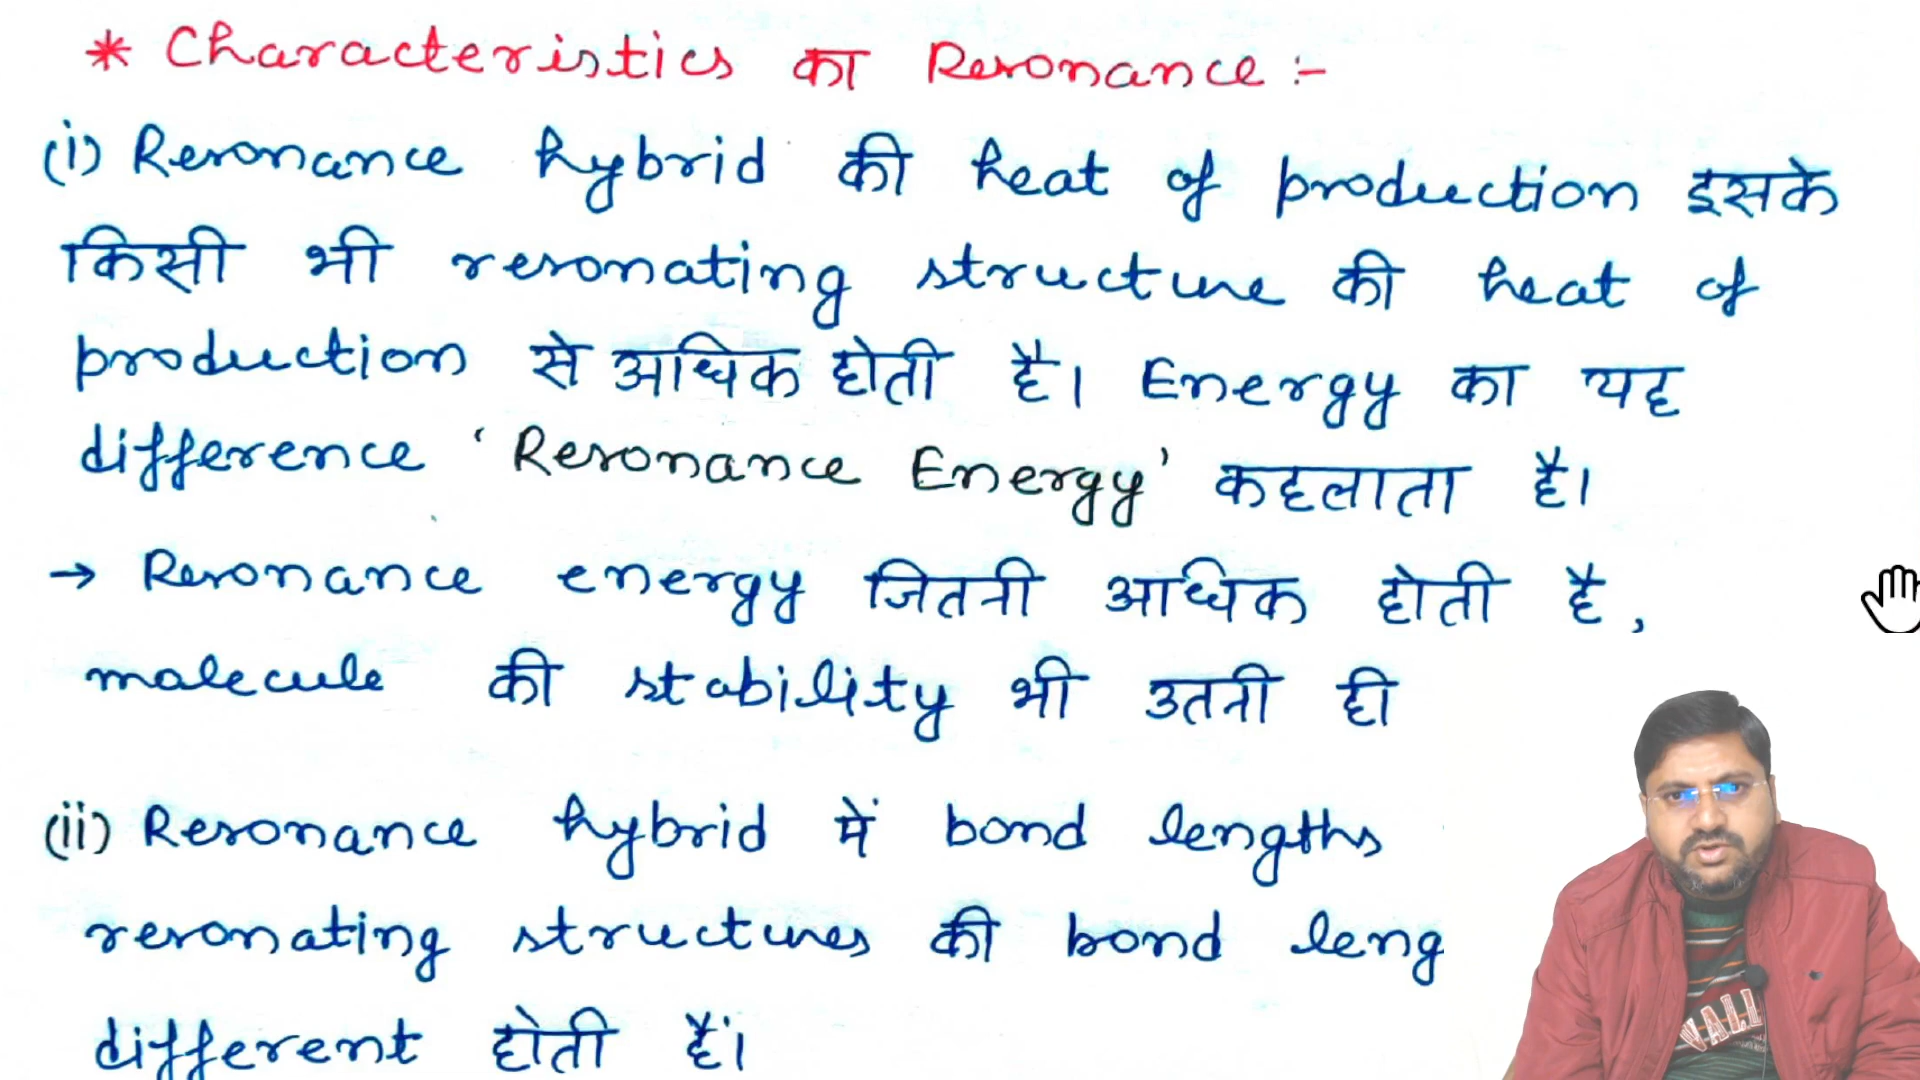 * Characteristics का Resonance :-
(i) Resonance hybrid की heat of production इसके
किसी भी resonating structure की heat of
production से अधिक होती है। Energy का यह
difference 'Resonance Energy' कहलाता है।
→ Resonance energy जितनी अधिक होती है,
molecule की stability भी उतनी ही
(ii) Resonance hybrid में bond lengths
resonating structures की bond leng
different होती हैं।
WALL